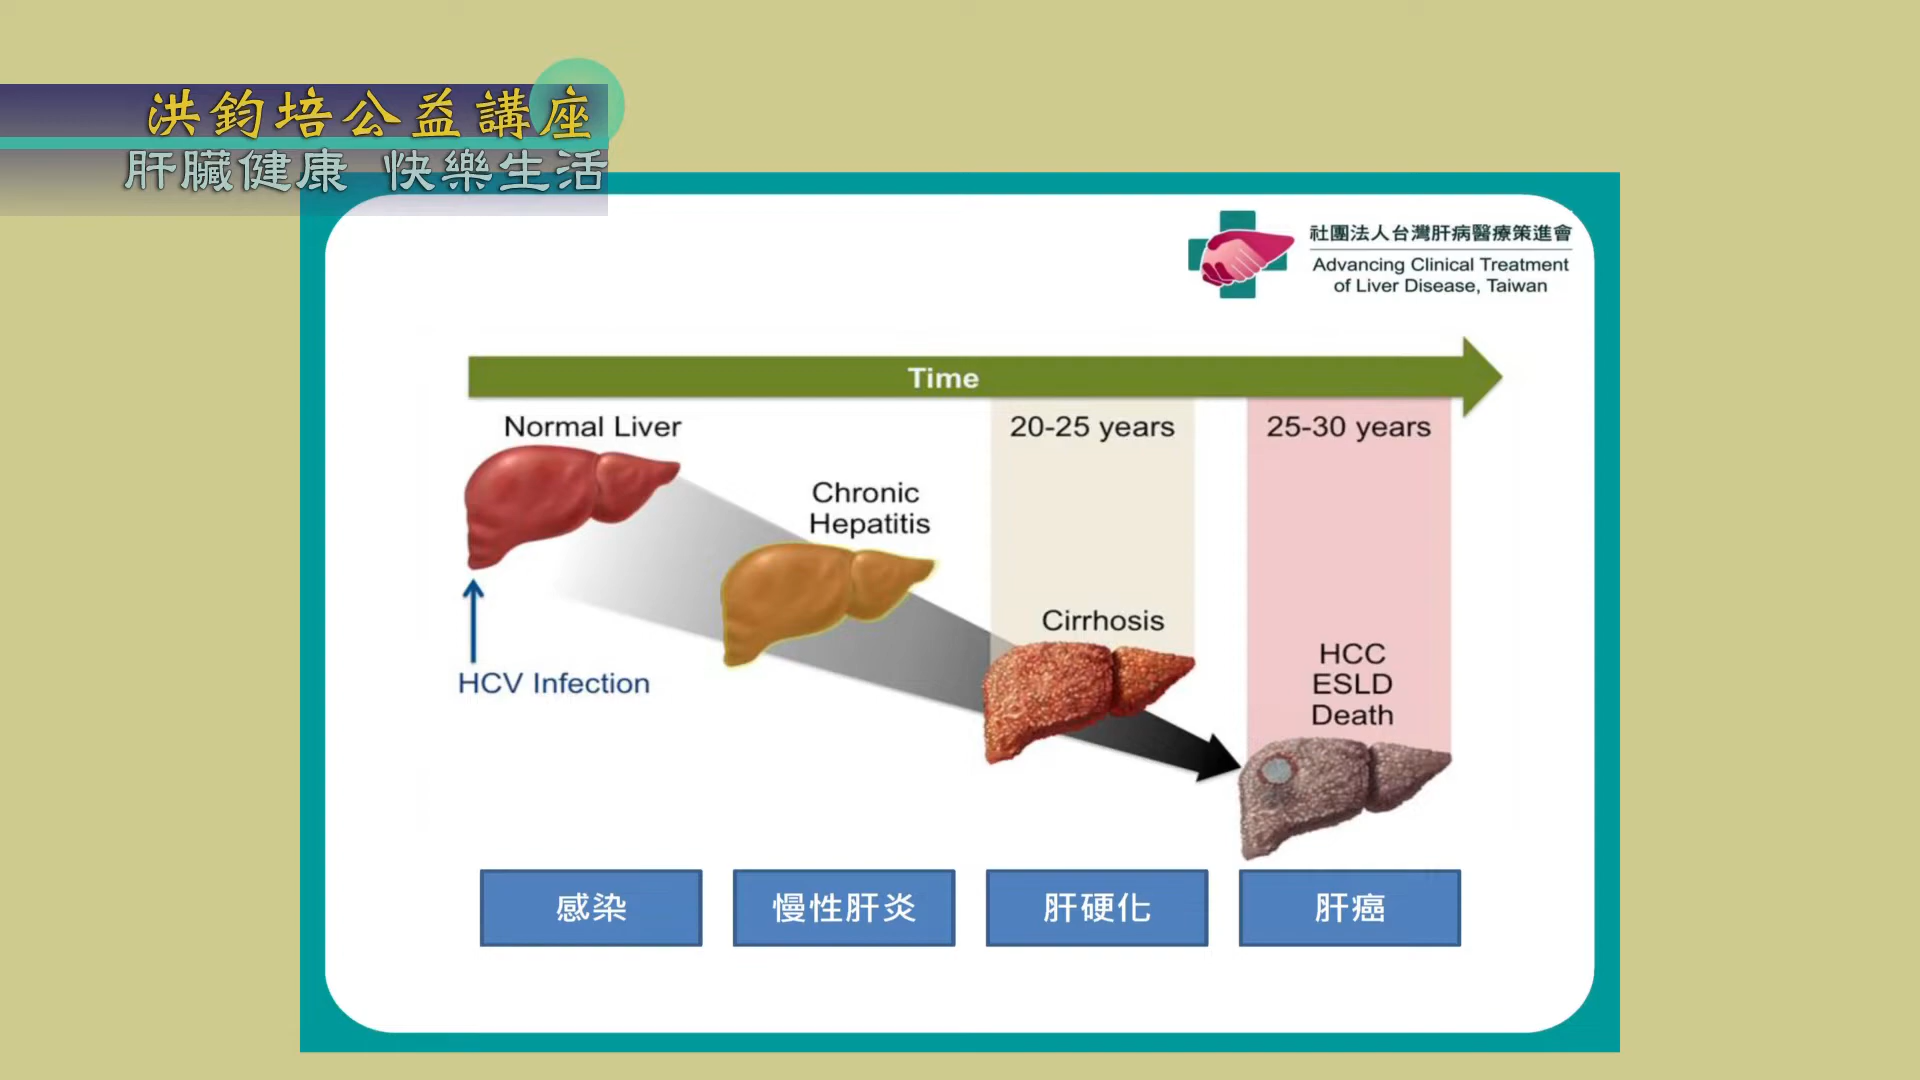 洪鈞培公益講座
肝臟健康 快樂生活
社團法人台灣肝病醫療策進會
Advancing Clinical Treatment
of Liver Disease, Taiwan
Time
Normal Liver
20-25 years
25-30 years
Chronic
Hepatitis
Cirrhosis
HCC
ESLD
Death
HCV Infection
感染
慢性肝炎
肝硬化
肝癌